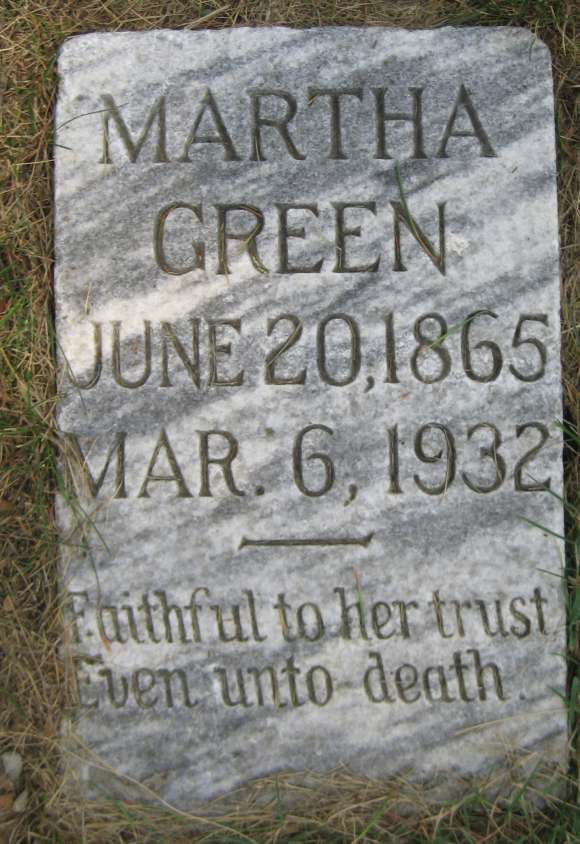 MARTHA
GREEN
JUNE 20, 1865
MAR. 6, 1932
Faithful to her trust
Even unto death.